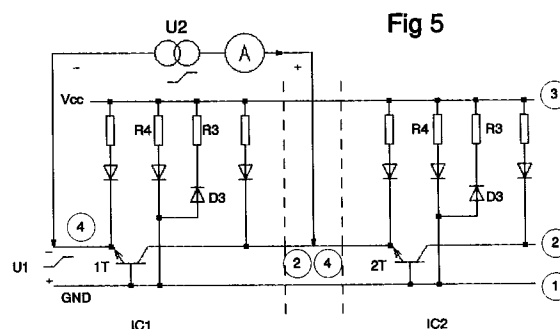 Fig 5
U2
A
−
+
Vcc
3
R4 R3 R4 R3
D3 D3
4
2
U1
−
+
1T
2 4
2T
GND
1
IC1 IC2